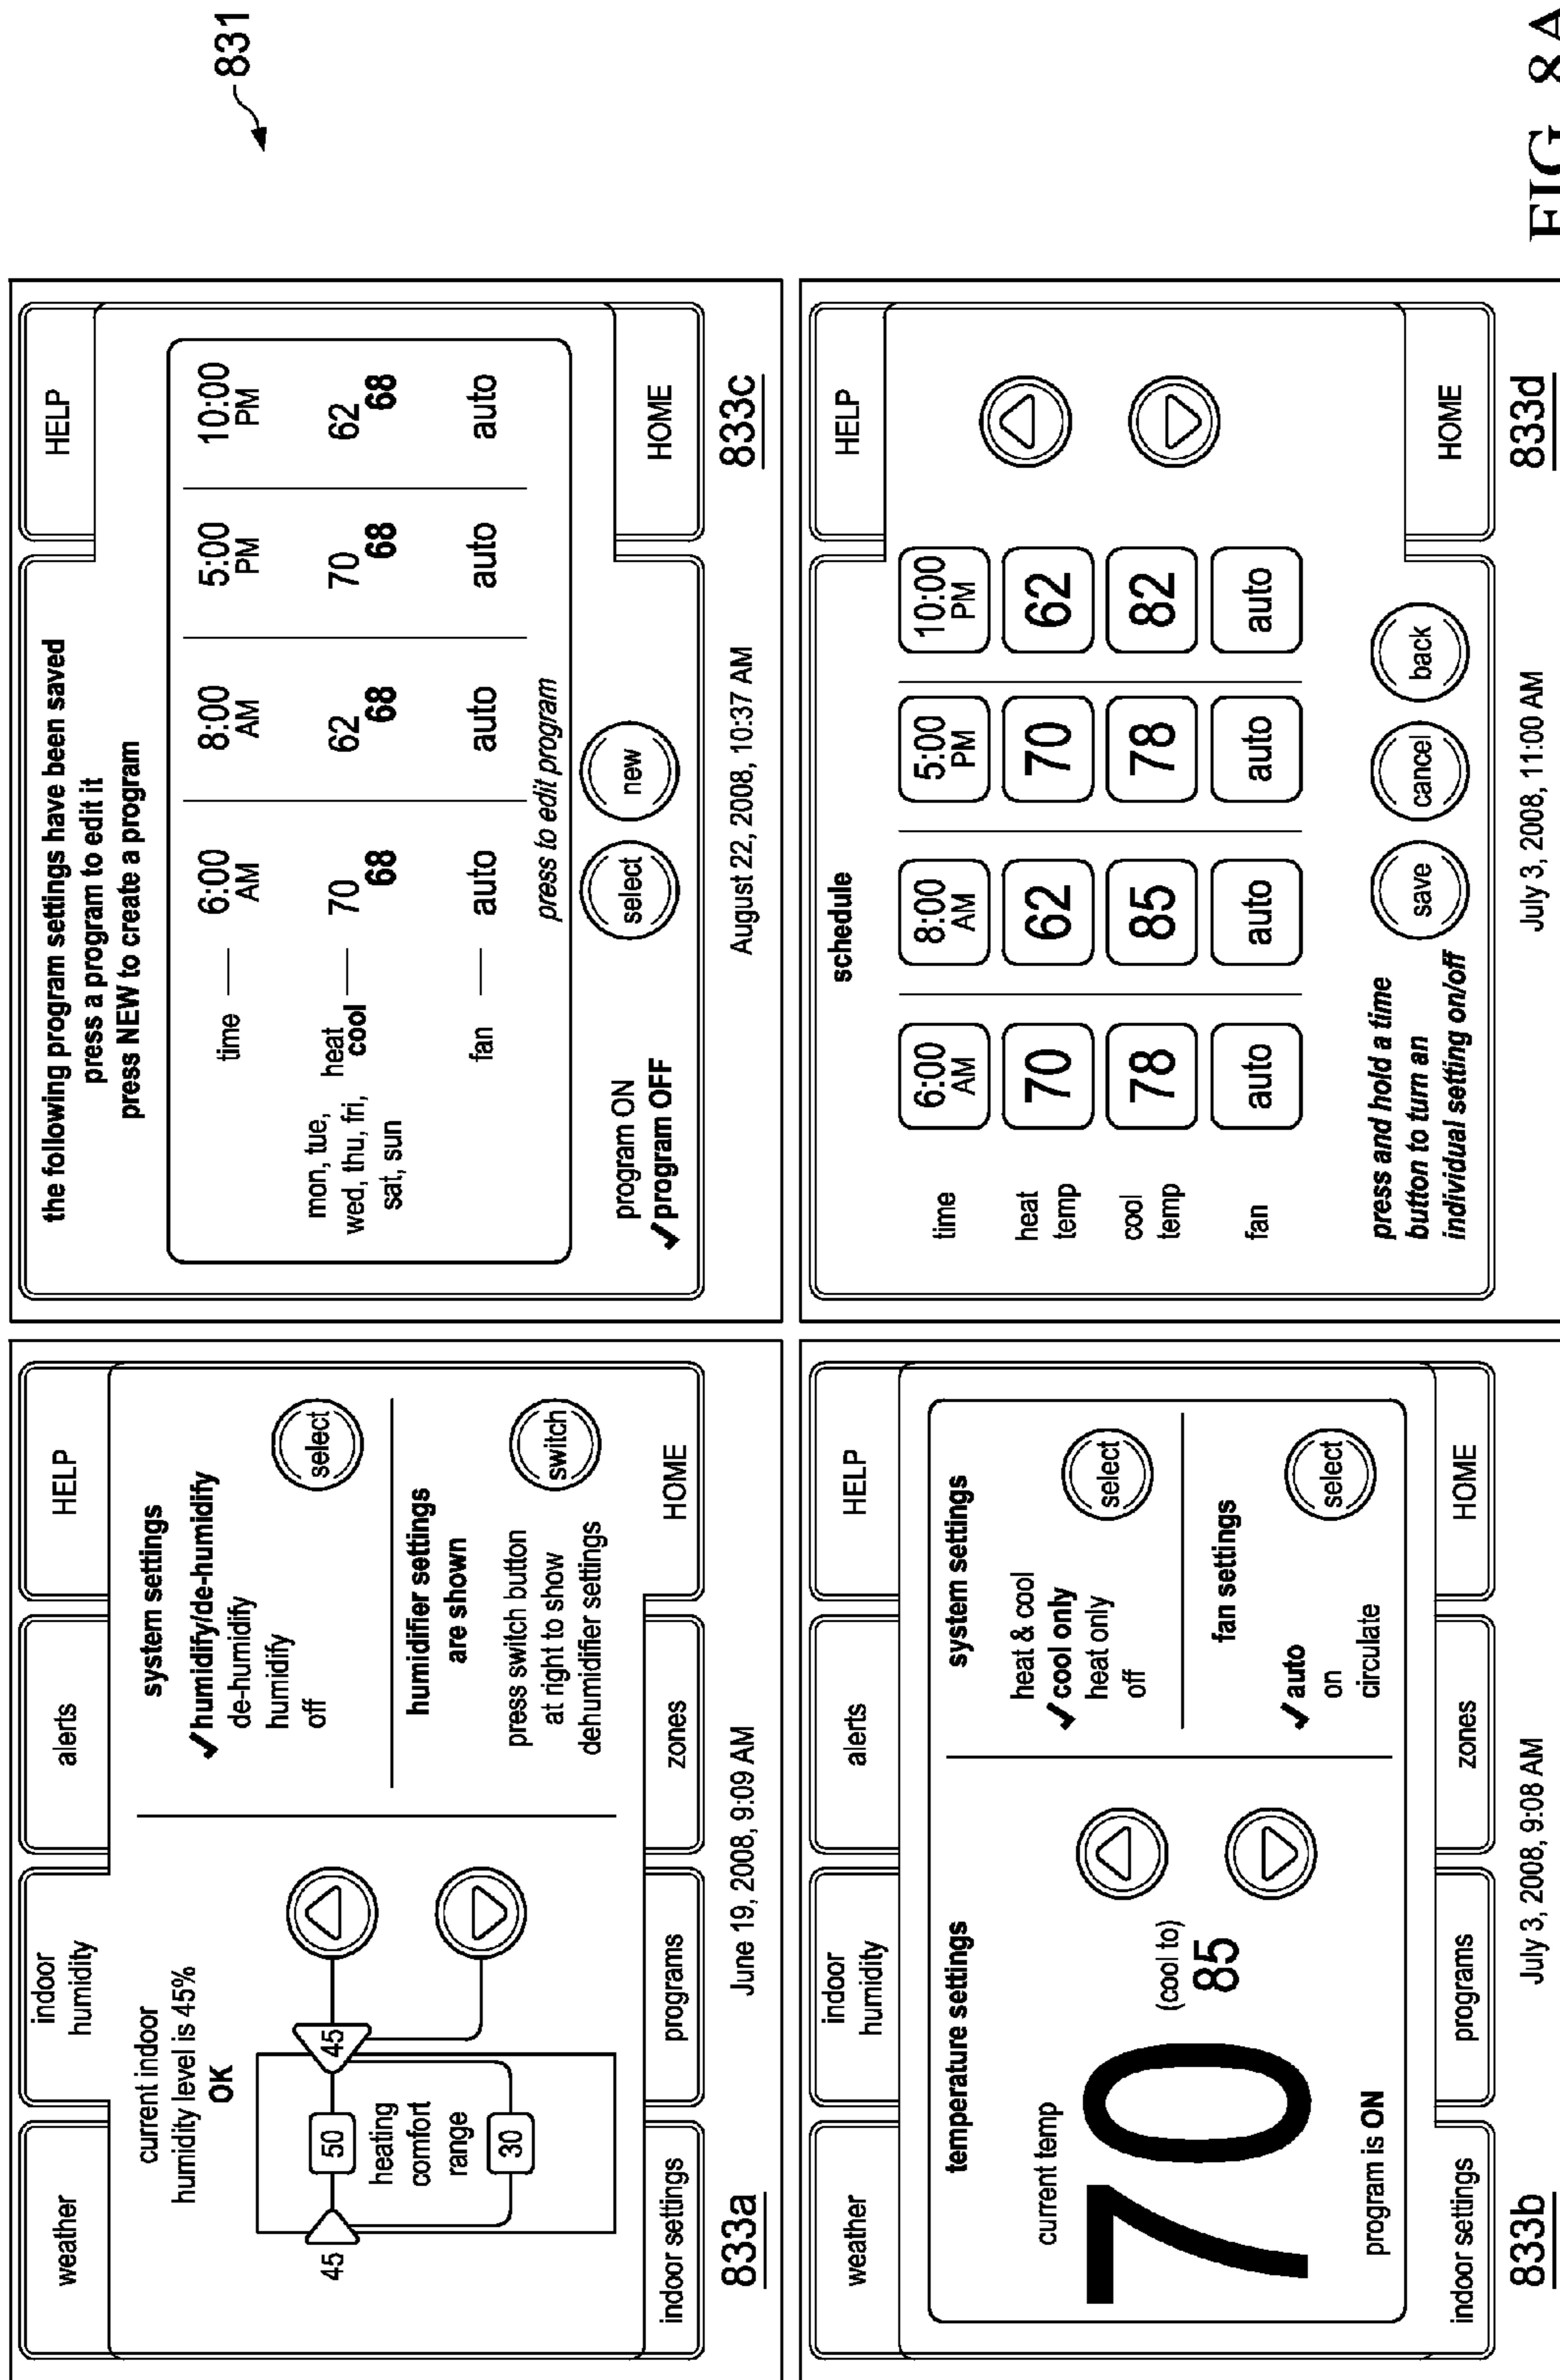 831
weather
indoor
humidity
alerts
HELP
current indoor
humidity level is 45%
OK
45
50
45
heating
comfort
range
30
system settings
✓humidify/de-humidify
de-humidify
humidify
off
select
humidifier settings
are shown
press switch button
at right to show
dehumidifier settings
switch
indoor settings
programs
zones
HOME
833a
June 19, 2008, 9:09 AM
the following program settings have been saved
press a program to edit it
press NEW to create a program
HELP
time — 6:00 AM 8:00 AM 5:00 PM 10:00 PM
mon, tue,
wed, thu, fri,
sat, sun
heat — 70 62 70 62
cool 68 68 68 68
fan — auto auto auto auto
press to edit program
program ON
✓program OFF
select
new
HOME
August 22, 2008, 10:37 AM
833c
weather
indoor
humidity
alerts
HELP
temperature settings
current temp
70
(cool to)
85
program is ON
system settings
heat & cool
✓cool only
heat only
off
select
fan settings
✓auto
on
circulate
select
indoor settings
programs
zones
HOME
833b
July 3, 2008, 9:08 AM
schedule
HELP
time 6:00 AM 8:00 AM 5:00 PM 10:00 PM
heat temp 70 62 70 62
cool temp 78 85 78 82
fan auto auto auto auto
press and hold a time
button to turn an
individual setting on/off
save
cancel
back
HOME
July 3, 2008, 11:00 AM
833d
FIG. 8A